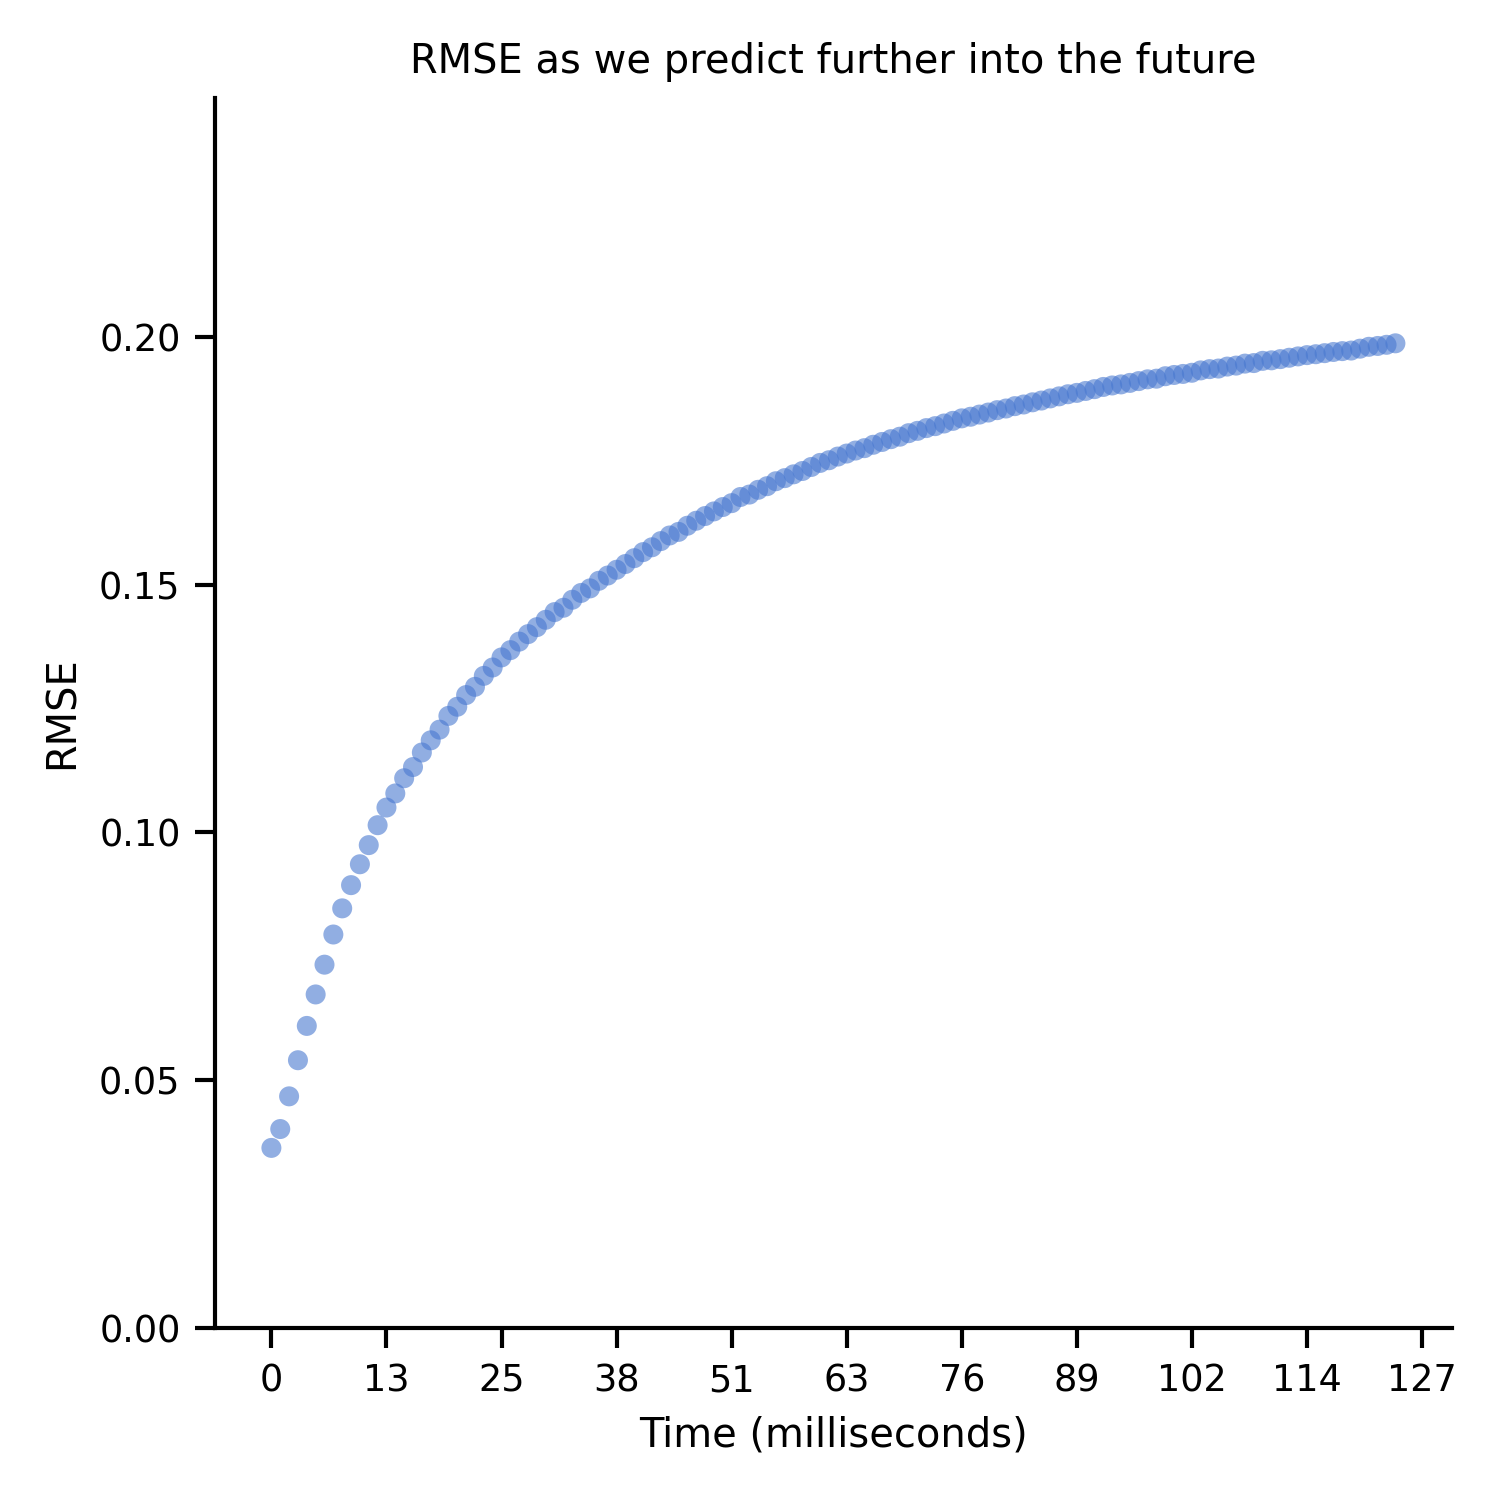 RMSE as we predict further into the future
RMSE
0.20
0.15
0.10
0.05
0.00
0 13 25 38 51 63 76 89 102 114 127
Time (milliseconds)